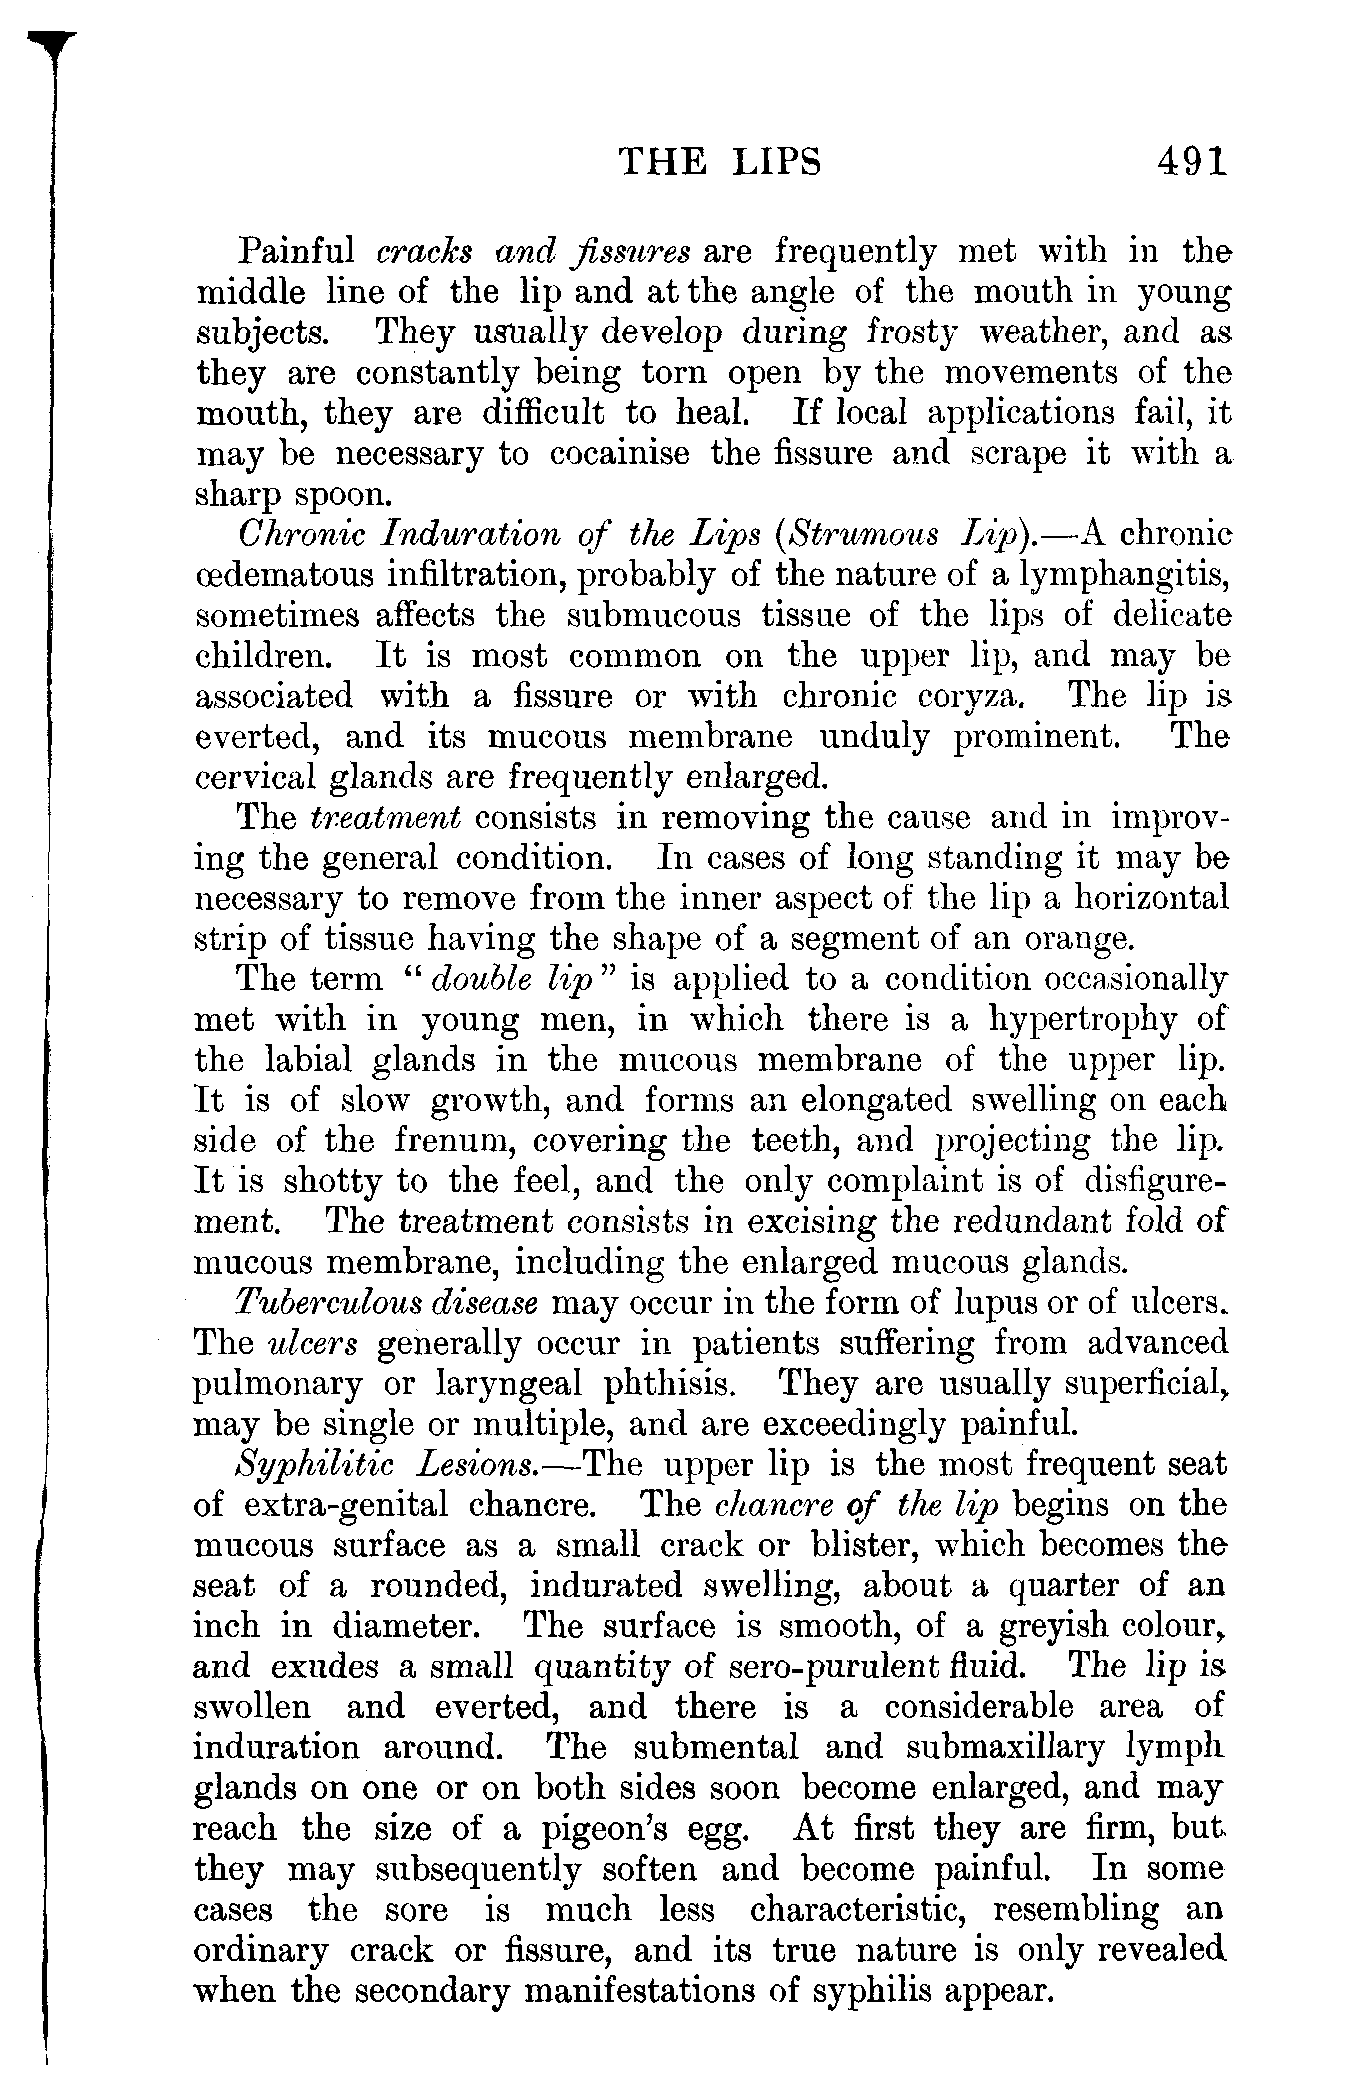 THE LIPS 491
Painful cracks and fissures are frequently met with in the
middle line of the lip and at the angle of the mouth in young
subjects. They usually develop during frosty weather, and as
they are constantly being torn open by the movements of the
mouth, they are difficult to heal. If local applications fail, it
may be necessary to cocainise the fissure and scrape it with a
sharp spoon.
Chronic Induration of the Lips (Strumous Lip).—A chronic
œdematous infiltration, probably of the nature of a lymphangitis,
sometimes affects the submucous tissue of the lips of delicate
children. It is most common on the upper lip, and may be
associated with a fissure or with chronic coryza. The lip is
everted, and its mucous membrane unduly prominent. The
cervical glands are frequently enlarged.
The treatment consists in removing the cause and in improv-
ing the general condition. In cases of long standing it may be
necessary to remove from the inner aspect of the lip a horizontal
strip of tissue having the shape of a segment of an orange.
The term "double lip" is applied to a condition occasionally
met with in young men, in which there is a hypertrophy of
the labial glands in the mucous membrane of the upper lip.
It is of slow growth, and forms an elongated swelling on each
side of the frenum, covering the teeth, and projecting the lip.
It is shotty to the feel, and the only complaint is of disfigure-
ment. The treatment consists in excising the redundant fold of
mucous membrane, including the enlarged mucous glands.
Tuberculous disease may occur in the form of lupus or of ulcers.
The ulcers generally occur in patients suffering from advanced
pulmonary or laryngeal phthisis. They are usually superficial,
may be single or multiple, and are exceedingly painful.
Syphilitic Lesions.—The upper lip is the most frequent seat
of extra-genital chancre. The chancre of the lip begins on the
mucous surface as a small crack or blister, which becomes the
seat of a rounded, indurated swelling, about a quarter of an
inch in diameter. The surface is smooth, of a greyish colour,
and exudes a small quantity of sero-purulent fluid. The lip is
swollen and everted, and there is a considerable area of
induration around. The submental and submaxillary lymph
glands on one or on both sides soon become enlarged, and may
reach the size of a pigeon's egg. At first they are firm, but
they may subsequently soften and become painful. In some
cases the sore is much less characteristic, resembling an
ordinary crack or fissure, and its true nature is only revealed
when the secondary manifestations of syphilis appear.